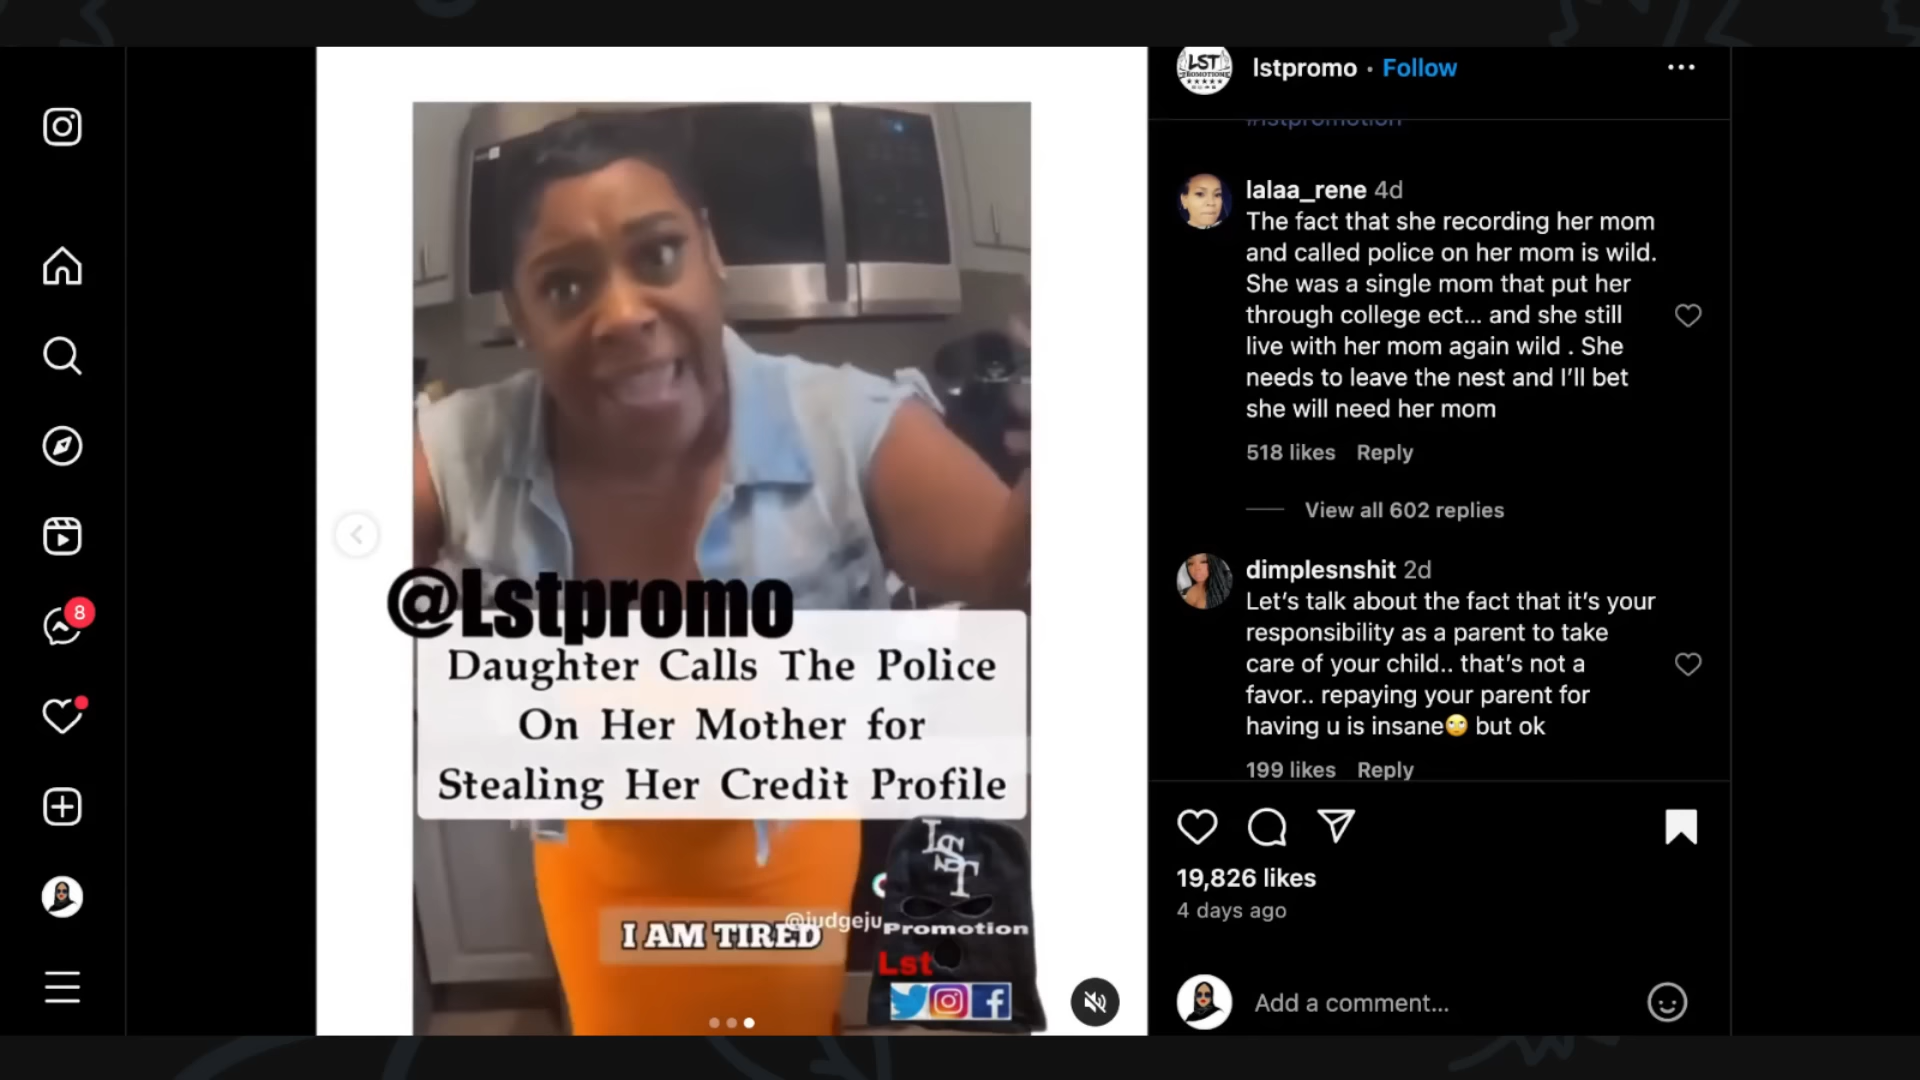 LST
PROMOTIONS
lstpromo • Follow
#lstpromotion
lalaa_rene 4d
The fact that she recording her mom
and called police on her mom is wild.
She was a single mom that put her
through college ect... and she still
live with her mom again wild . She
needs to leave the nest and I'll bet
she will need her mom
518 likes Reply
View all 602 replies
dimplesnshit 2d
Let's talk about the fact that it's your
responsibility as a parent to take
care of your child.. that's not a
favor.. repaying your parent for
having u is insane🙄 but ok
199 likes Reply
19,826 likes
4 days ago
Add a comment...
8
@Lstpromo
Daughter Calls The Police
On Her Mother for
Stealing Her Credit Profile
I AM TIRED
@judgeju
LST
Promotion
Lst